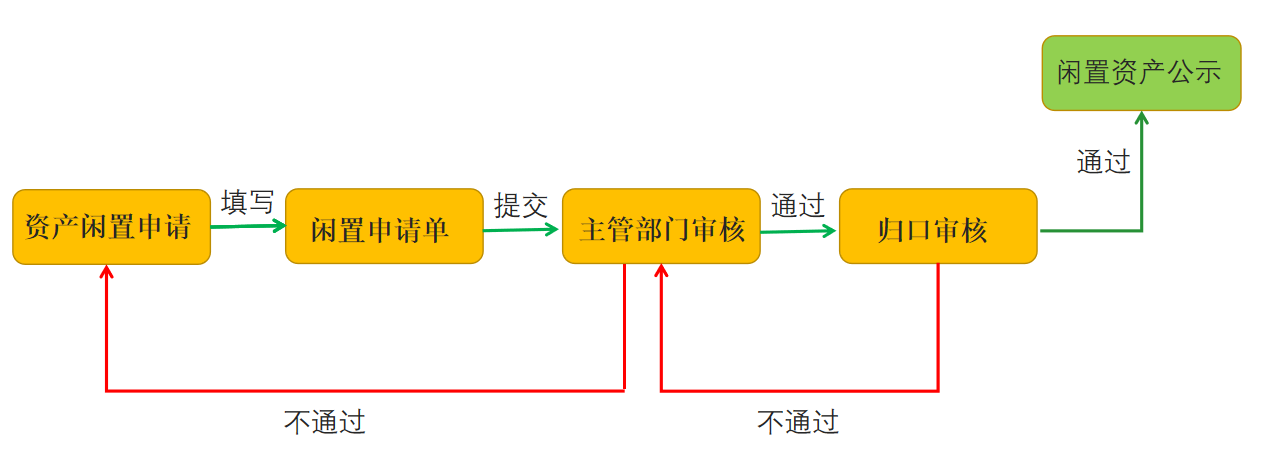 闲置资产公示
通过
填写
提交
通过
资产闲置申请
闲置申请单
主管部门审核
归口审核
不通过
不通过